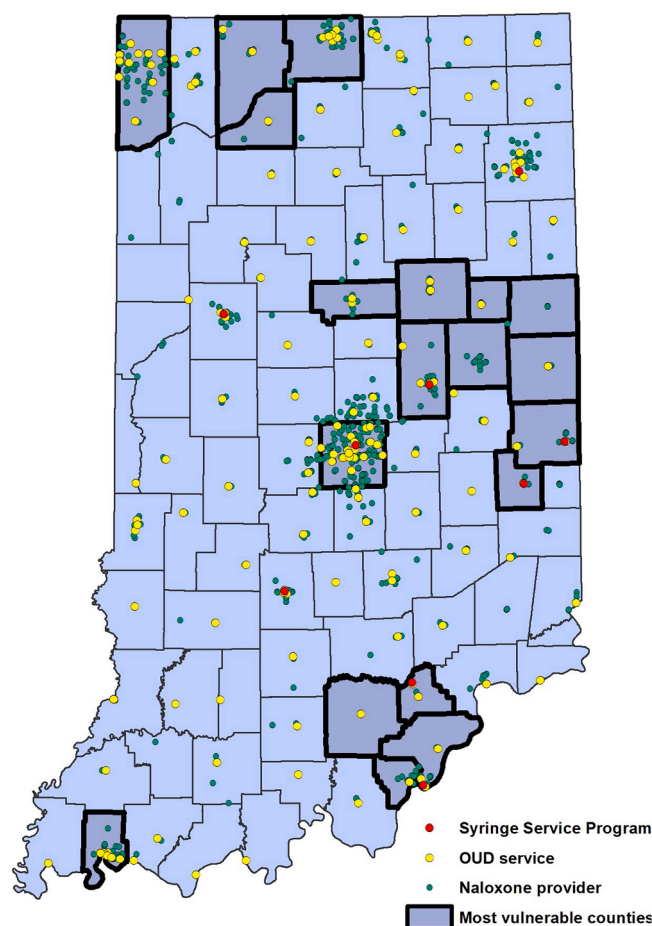 Syringe Service Program
OUD service
Naloxone provider
Most vulnerable counties